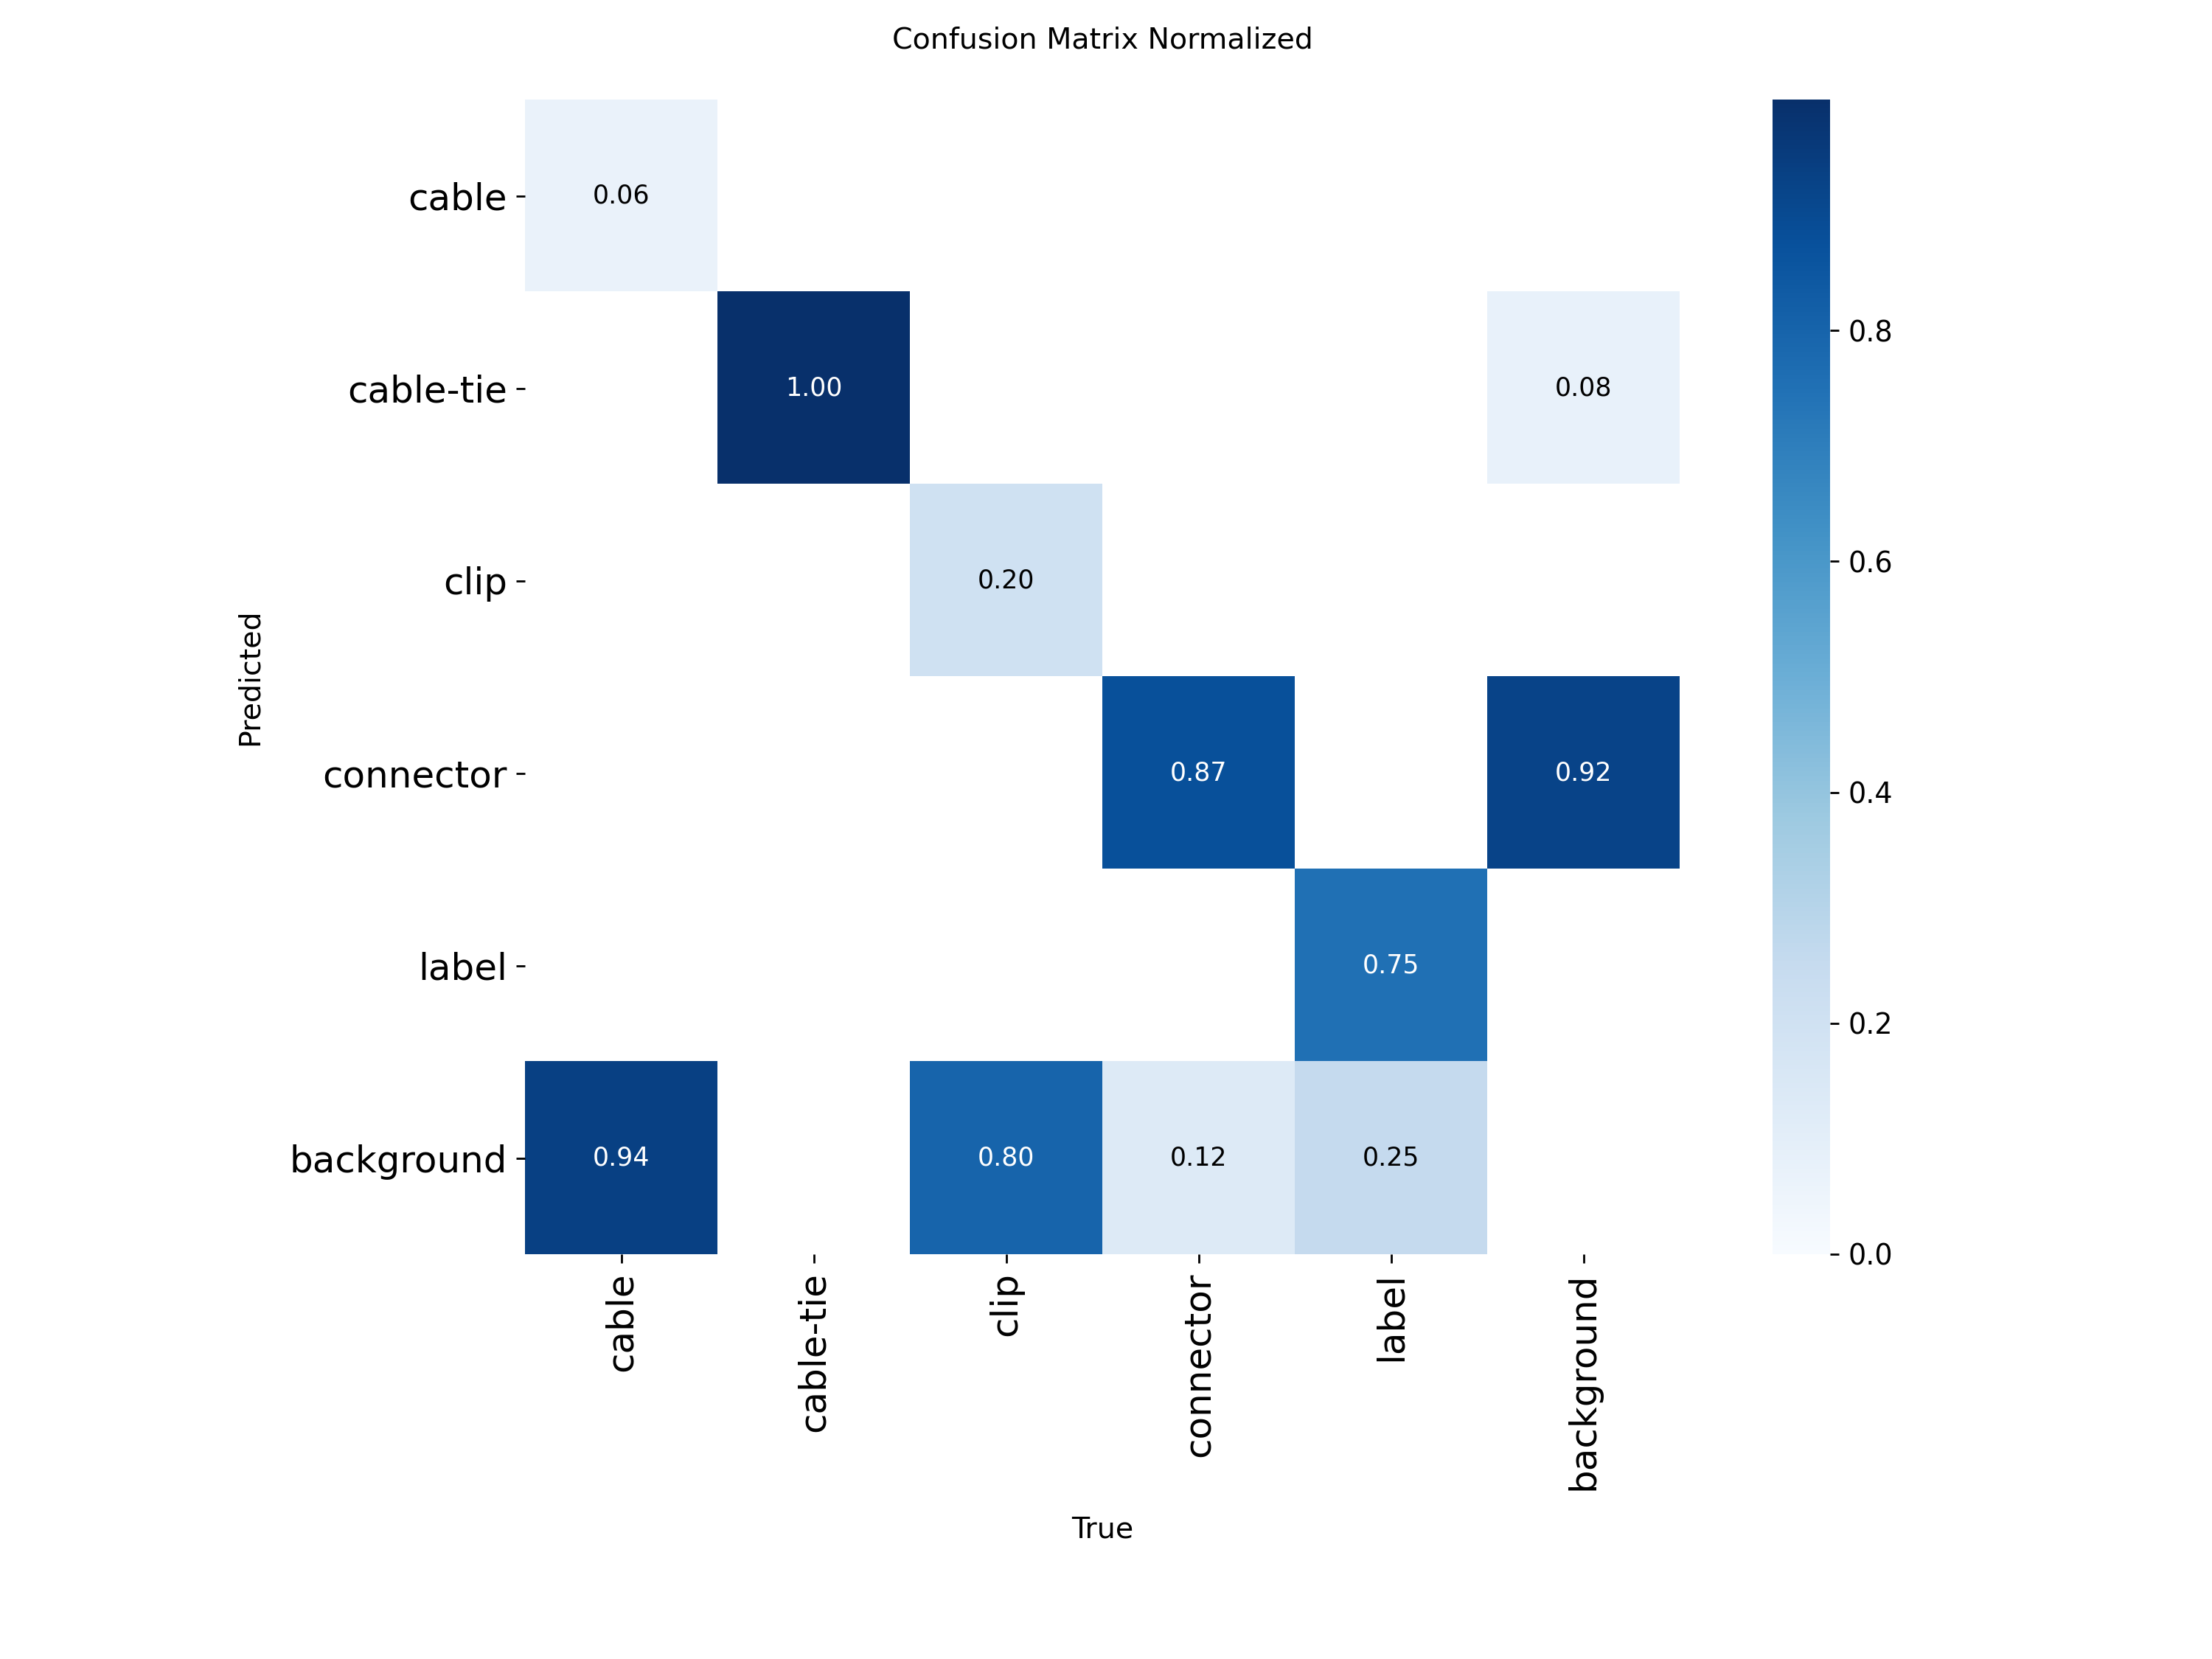 Confusion Matrix Normalized
cable
0.06
cable-tie
1.00
0.08
0.8
clip
0.20
0.6
Predicted
connector
0.87
0.92
0.4
label
0.75
0.2
background
0.94
0.80
0.12
0.25
0.0
cable
cable-tie
clip
connector
label
background
True